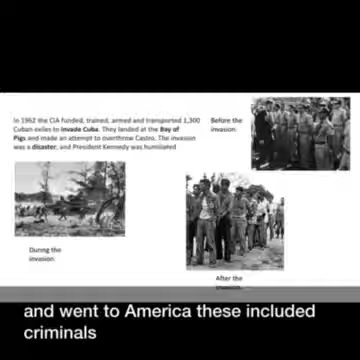 In 1962 the CIA funded, trained, armed and transported 1,300
Cuban exiles to invade Cuba. They landed at the Bay of
Pigs and made an attempt to overthrow Castro. The invasion
was a disaster, and President Kennedy was humiliated
Before the
invasion.
During the
invasion.
After the
invasion.
and went to America these included
criminals